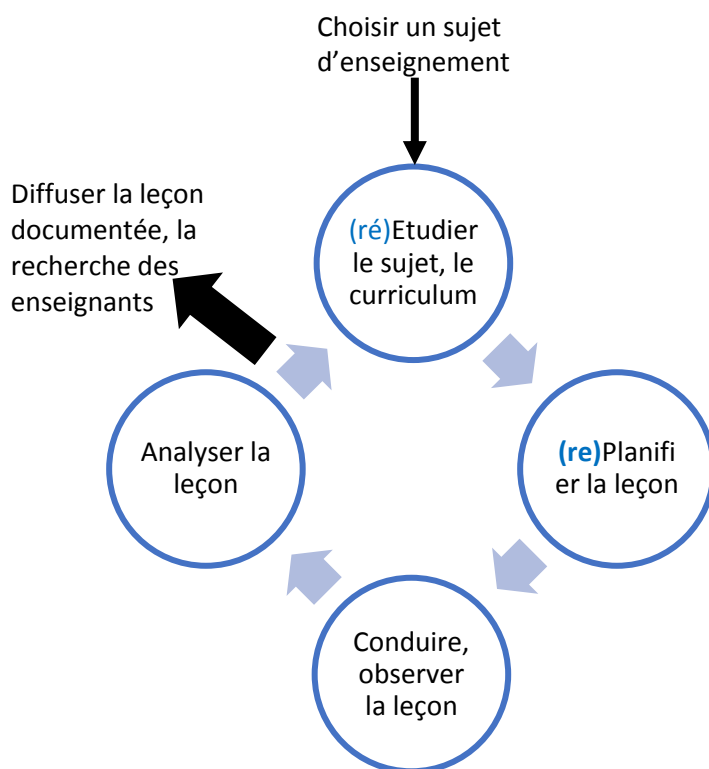 Choisir un sujet
d’enseignement
Diffuser la leçon
documentée, la
recherche des
enseignants
(ré)Etudier
le sujet, le
curriculum
Analyser la
leçon
(re)Planifi
er la leçon
Conduire,
observer
la leçon